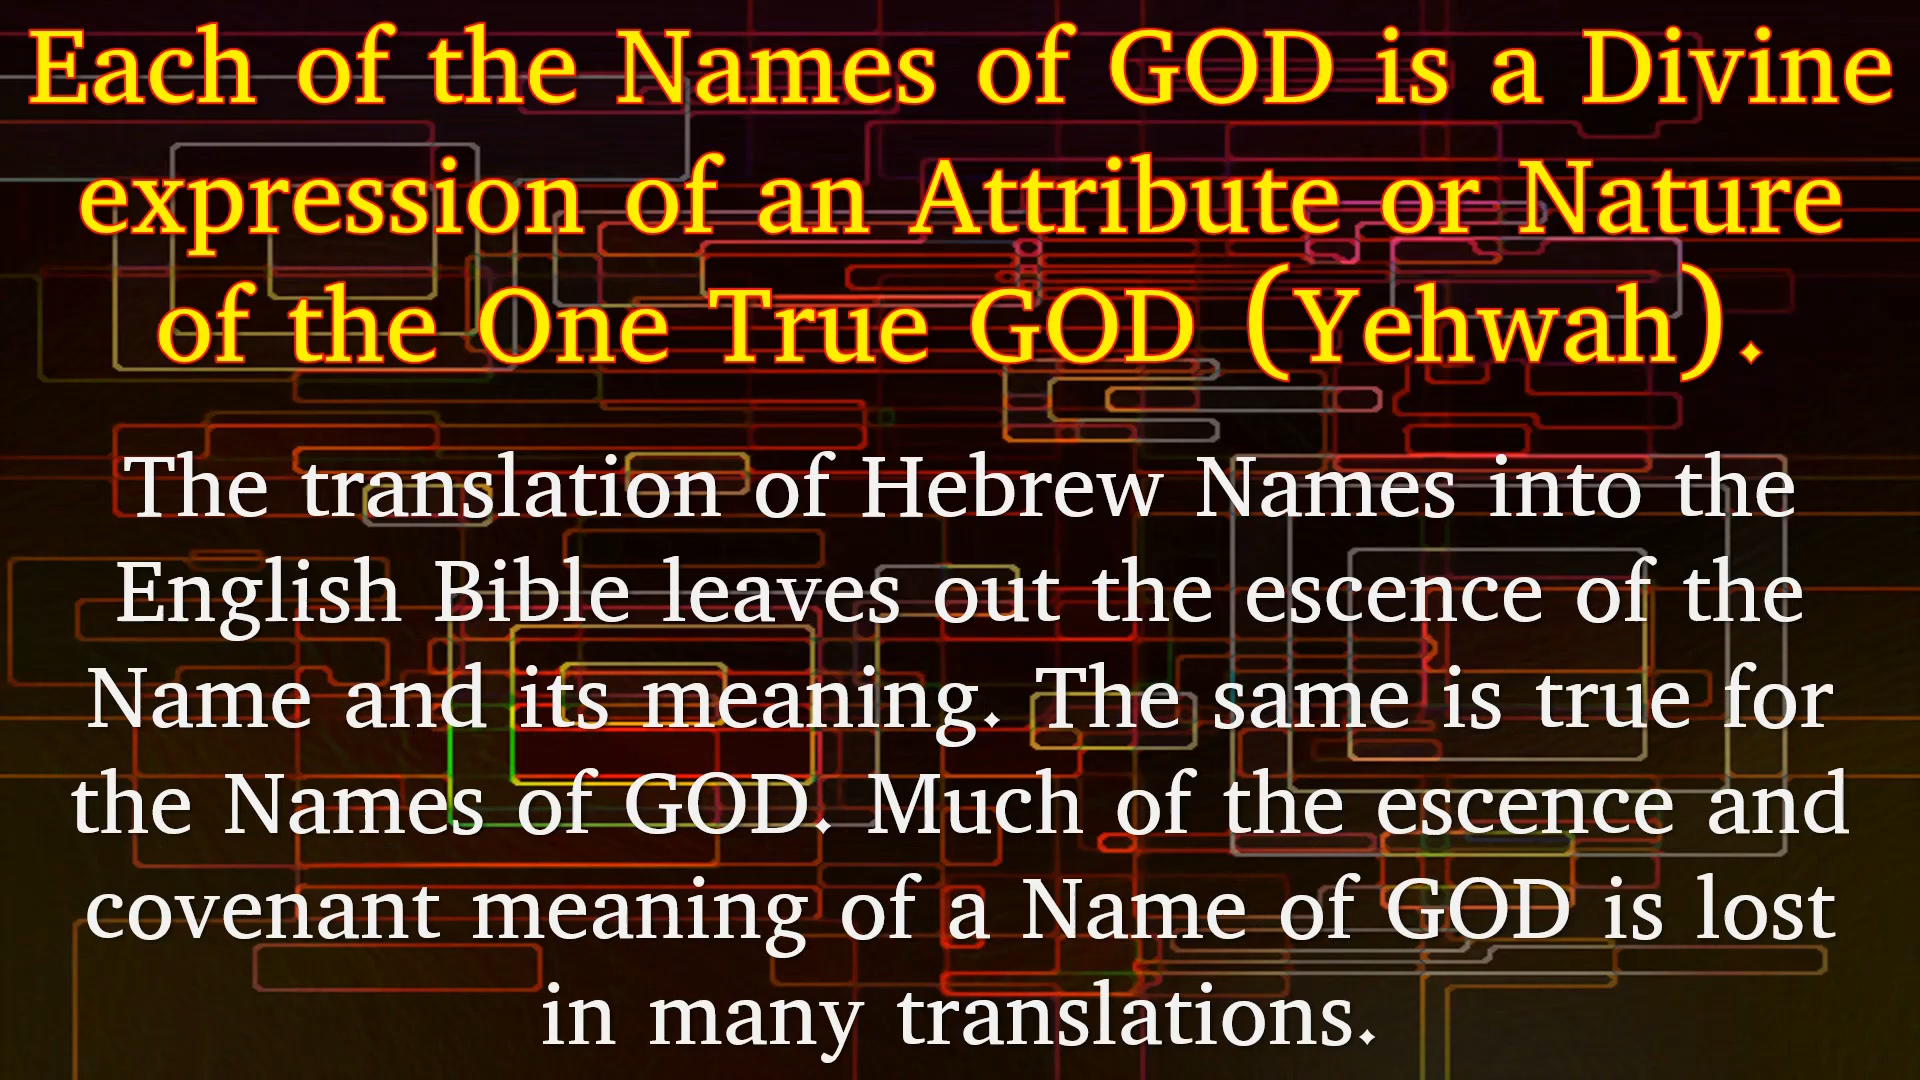 Each of the Names of GOD is a Divine
expression of an Attribute or Nature
of the One True GOD (Yehwah).
The translation of Hebrew Names into the
English Bible leaves out the escence of the
Name and its meaning. The same is true for
the Names of GOD. Much of the escence and
covenant meaning of a Name of GOD is lost
in many translations.